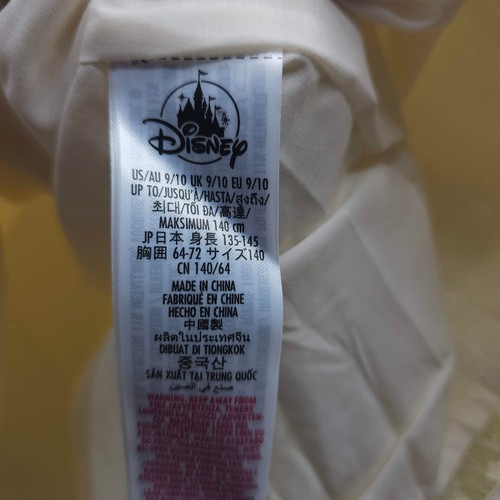 Disney
US/AU 9/10 UK 9/10 EU 9/10
UP TO/JUSQU'À/HASTA/สูงถึง/
최대/TỐI ĐA/高達/
MAKSIMUM 140 cm
JP日本 身長 135-145
胸囲 64-72 サイズ140
CN 140/64
MADE IN CHINA
FABRIQUÉ EN CHINE
HECHO EN CHINA
中國製
ผลิตในประเทศจีน
DIBUAT DI TIONGKOK
중국산
SẢN XUẤT TẠI TRUNG QUỐC
صنع في الصين
WARNING, KEEP AWAY FROM